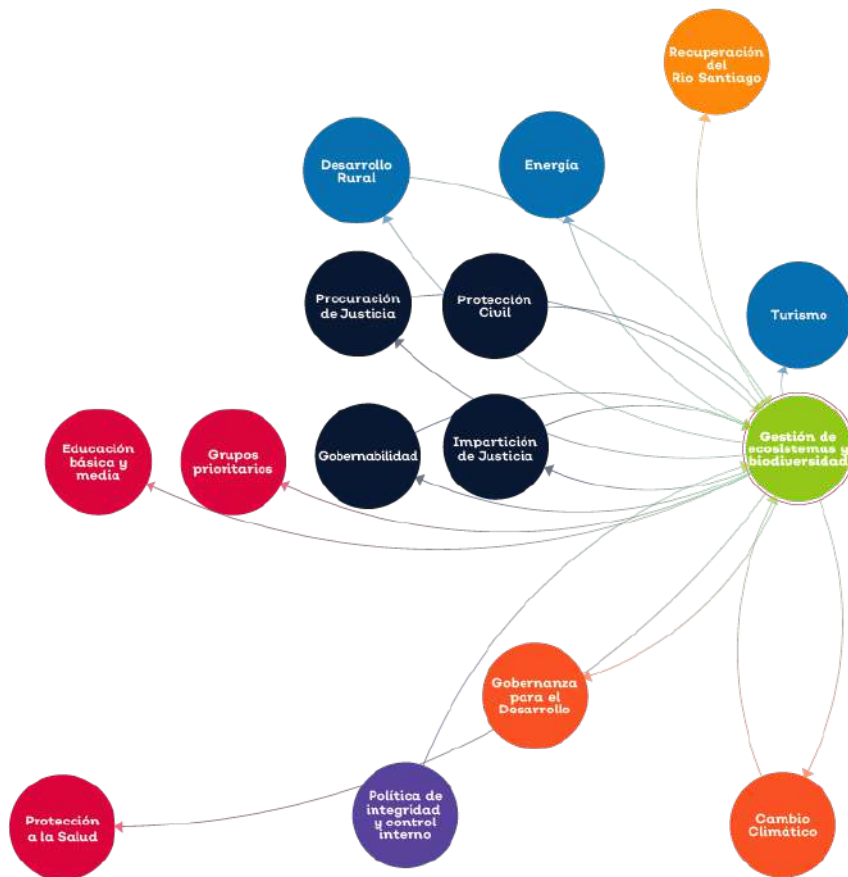 Recuperación
del
Rio Santiago
Desarrollo
Rural
Energía
Procuración
de Justicia
Protección
Civil
Turismo
Educación
básica y
media
Grupos
prioritarios
Gobernabilidad
Impartición
de Justicia
Gestión de
ecosistemas y
biodiversidad
Gobernanza
para el
Desarrollo
Política de
integridad
y control
interno
Protección
a la Salud
Cambio
Climático